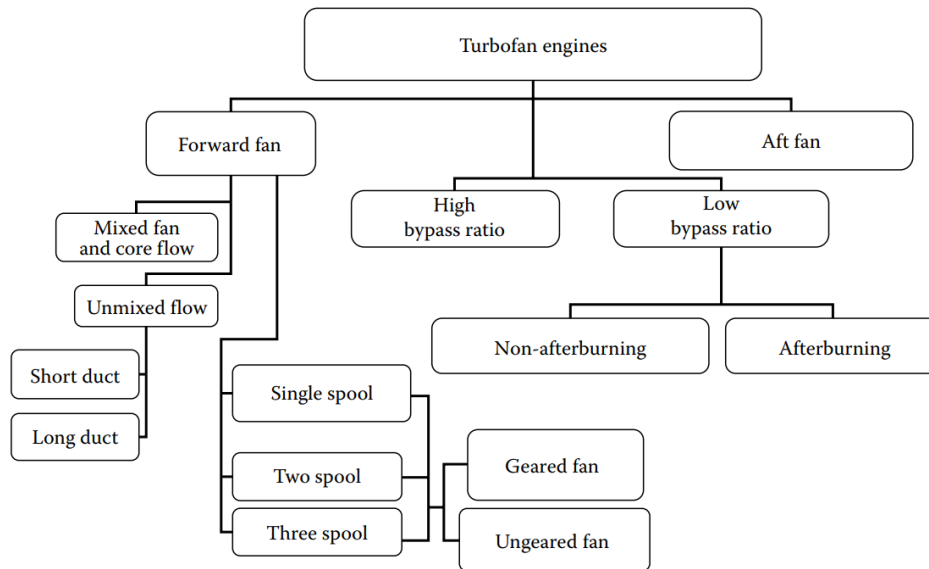 Turbofan engines
Forward fan
Aft fan
High
bypass ratio
Low
bypass ratio
Mixed fan
and core flow
Unmixed flow
Non-afterburning
Afterburning
Short duct
Single spool
Long duct
Geared fan
Two spool
Three spool
Ungeared fan